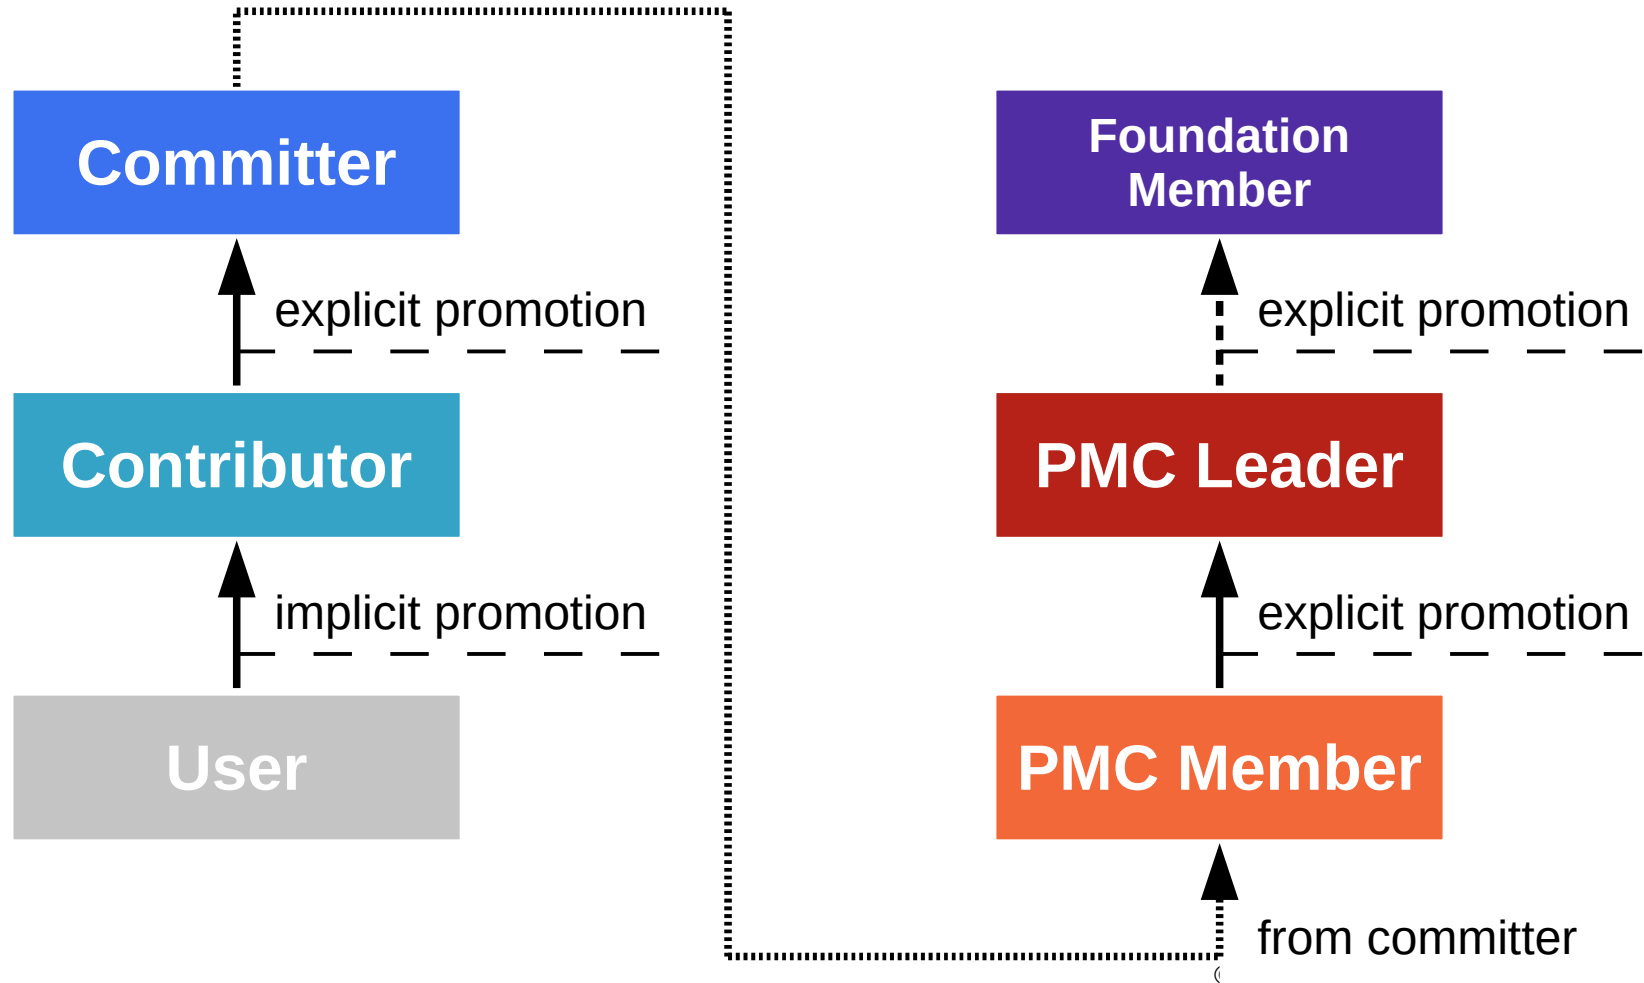 Committer
explicit promotion
Contributor
implicit promotion
User
Foundation
Member
explicit promotion
PMC Leader
explicit promotion
PMC Member
from committer